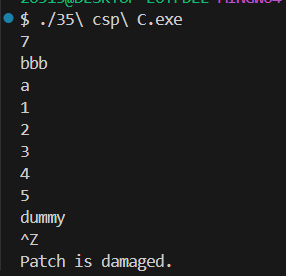 $ ./35\ csp\ C.exe
7
bbb
a
1
2
3
4
5
dummy
^Z
Patch is damaged.